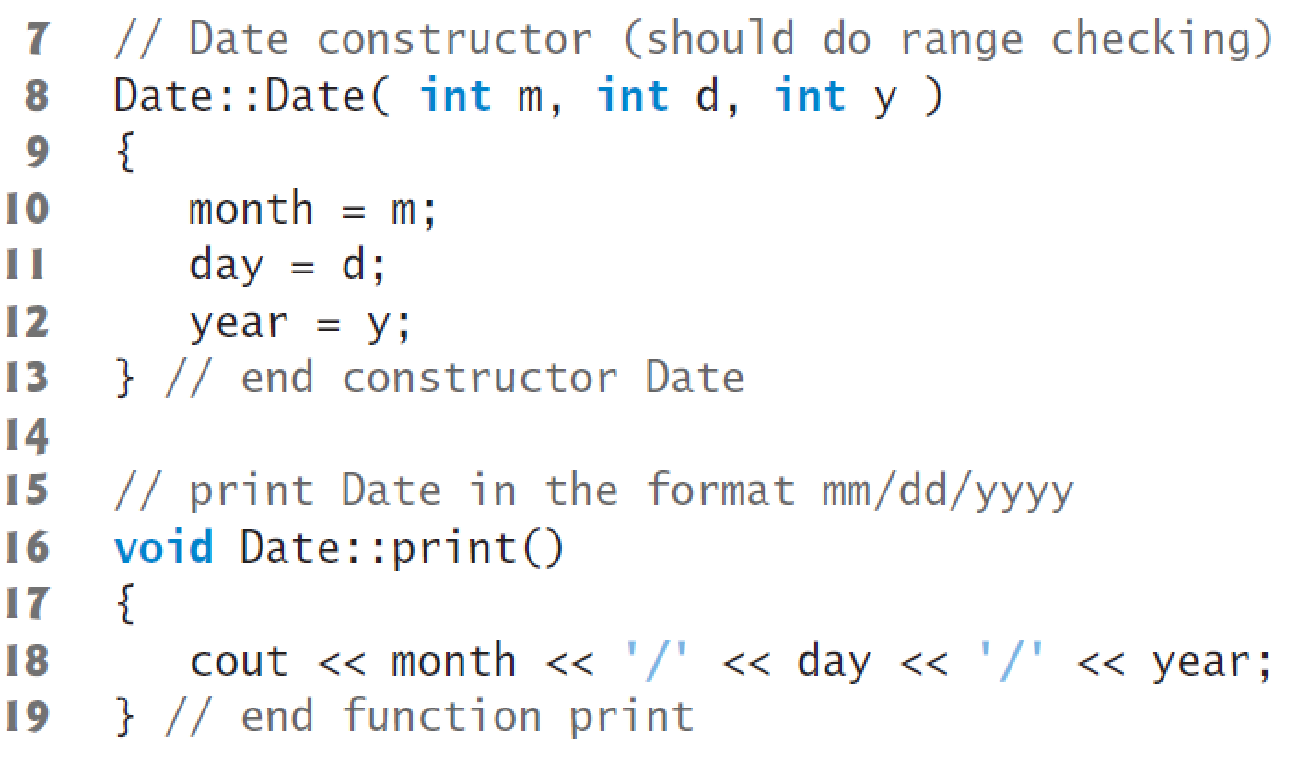 7 // Date constructor (should do range checking)
8 Date::Date( int m, int d, int y )
9 {
10 month = m;
11 day = d;
12 year = y;
13 } // end constructor Date
14
15 // print Date in the format mm/dd/yyyy
16 void Date::print()
17 {
18 cout << month << '/' << day << '/' << year;
19 } // end function print